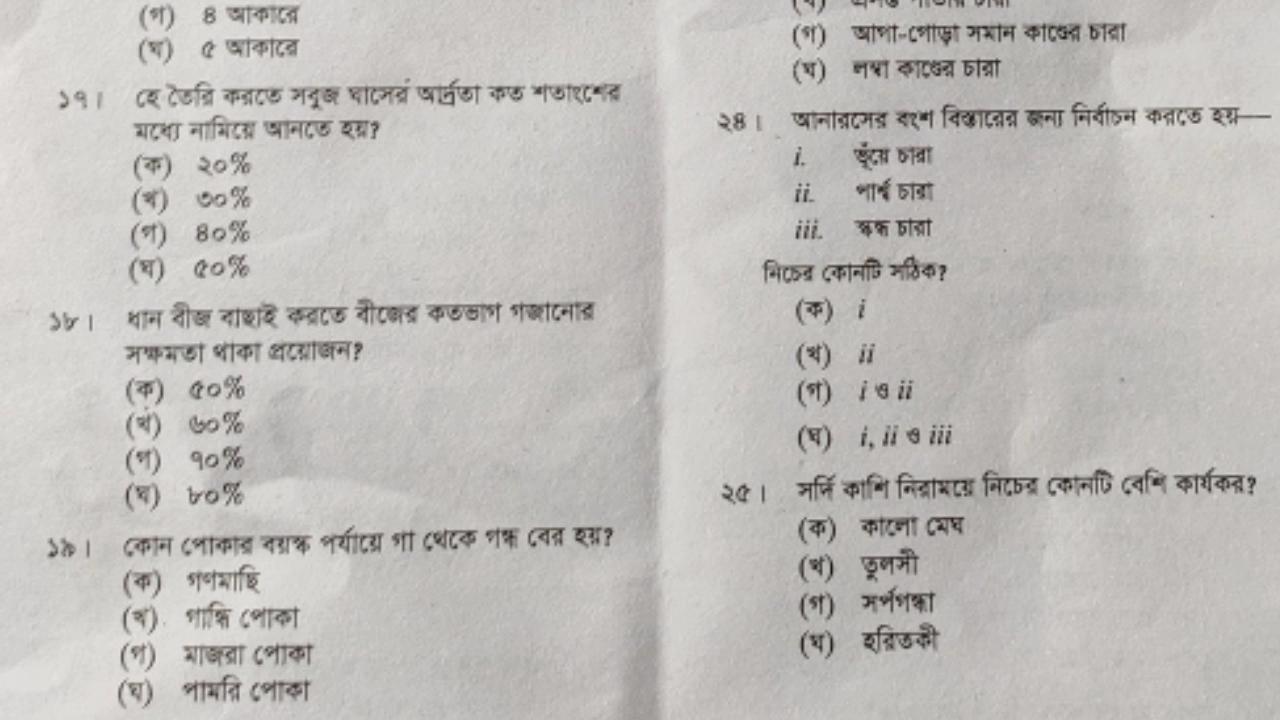 (গ) ৪ আকারে
(ঘ) ৫ আকারে
১৭। হে তৈরি করতে সবুজ ঘাসের আর্দ্রতা কত শতাংশের
মধ্যে নামিয়ে আনতে হয়?
(ক) ২০%
(খ) ৩০%
(গ) ৪০%
(ঘ) ৫০%
১৮। ধান বীজ বাছাই করতে বীজের কতভাগ গজানোর
সক্ষমতা থাকা প্রয়োজন?
(ক) ৫০%
(খ) ৬০%
(গ) ৭০%
(ঘ) ৮০%
১৯। কোন পোকার বয়স্ক পর্যায়ে গা থেকে গন্ধ বের হয়?
(ক) গণমাছি
(খ) গান্ধি পোকা
(গ) মাজরা পোকা
(ঘ) পামরি পোকা
চারা
(গ) আগা-গোড়া সমান কাণ্ডের চারা
(ঘ) লম্বা কাণ্ডের চারা
২৪। আনারসের বংশ বিস্তারের জন্য নির্বাচন করতে হয়—
i. ভূঁয়ে চারা
ii. পার্শ্ব চারা
iii. স্কন্ধ চারা
নিচের কোনটি সঠিক?
(ক) i
(খ) ii
(গ) i ও ii
(ঘ) i, ii ও iii
২৫। সর্দি কাশি নিরাময়ে নিচের কোনটি বেশি কার্যকর?
(ক) কালো মেঘ
(খ) তুলসী
(গ) সর্পগন্ধা
(ঘ) হরিতকী